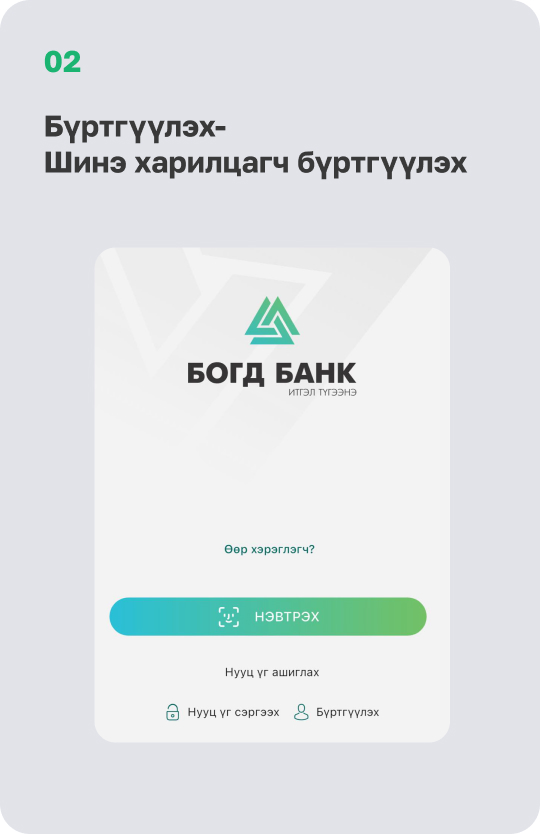 02
Бүртгүүлэх-
Шинэ харилцагч бүртгүүлэх
БОГД БАНК
ИТГЭЛ ТҮГЭЭНЭ
Өөр хэрэглэгч?
НЭВТРЭХ
Нууц үг ашиглах
Нууц үг сэргээх Бүртгүүлэх